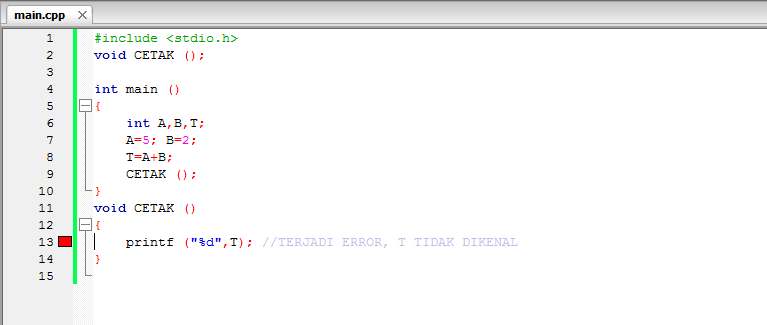 main.cpp
1 #include <stdio.h>
2 void CETAK ();
3
4 int main ()
5 {
6 int A,B,T;
7 A=5; B=2;
8 T=A+B;
9 CETAK ();
10 }
11 void CETAK ()
12 {
13 printf ("%d",T); //TERJADI ERROR, T TIDAK DIKENAL
14 }
15